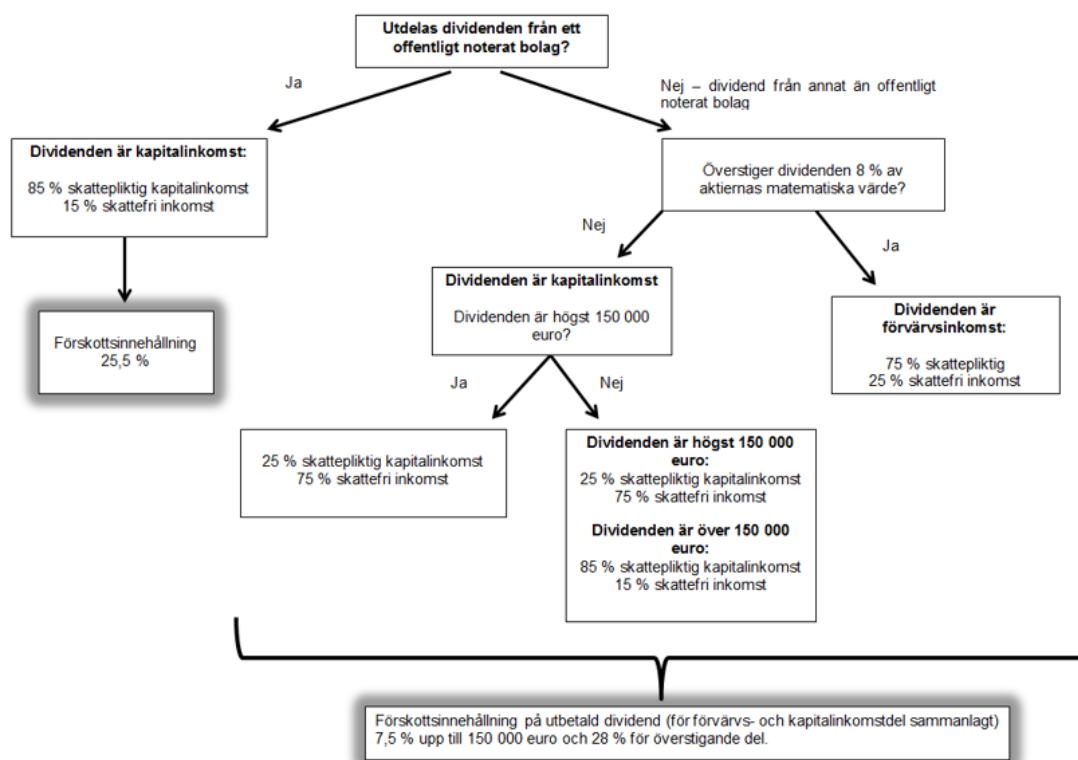 Utdelas dividenden från ett
offentligt noterat bolag?
Ja
Nej – dividend från annat än offentligt
noterat bolag
Dividenden är kapitalinkomst:
85 % skattepliktig kapitalinkomst
15 % skattefri inkomst
Överstiger dividenden 8 % av
aktiernas matematiska värde?
Nej
Ja
Dividenden är kapitalinkomst
Dividenden är högst 150 000
euro?
Dividenden är
förvärvsinkomst:
75 % skattepliktig
25 % skattefri inkomst
Förskottsinnehållning
25,5 %
Ja
Nej
25 % skattepliktig kapitalinkomst
75 % skattefri inkomst
Dividenden är högst 150 000
euro:
25 % skattepliktig kapitalinkomst
75 % skattefri inkomst
Dividenden är över 150 000
euro:
85 % skattepliktig kapitalinkomst
15 % skattefri inkomst
Förskottsinnehållning på utbetald dividend (för förvärvs- och kapitalinkomstdel sammanlagt)
7,5 % upp till 150 000 euro och 28 % för överstigande del.